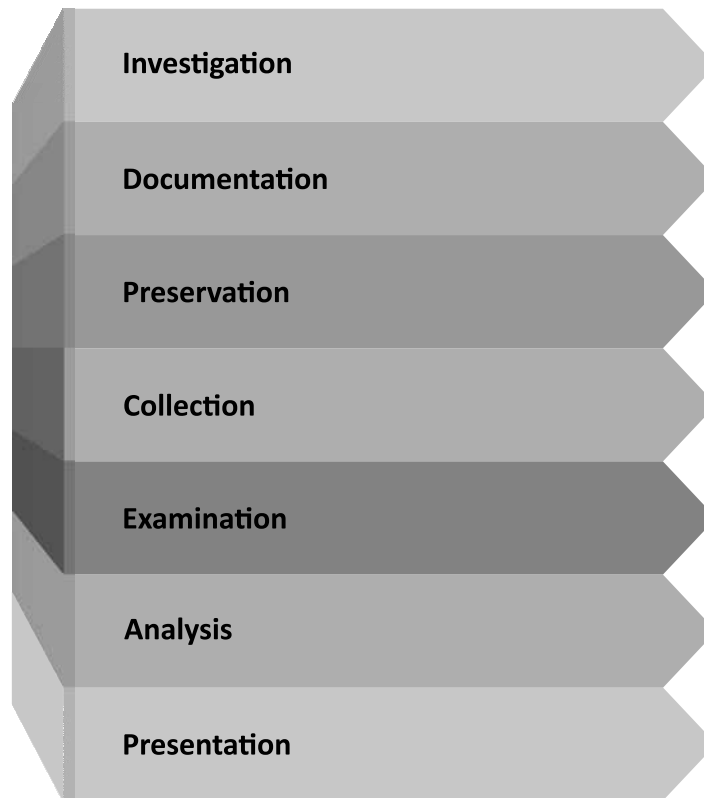 Investigation
Documentation
Preservation
Collection
Examination
Analysis
Presentation